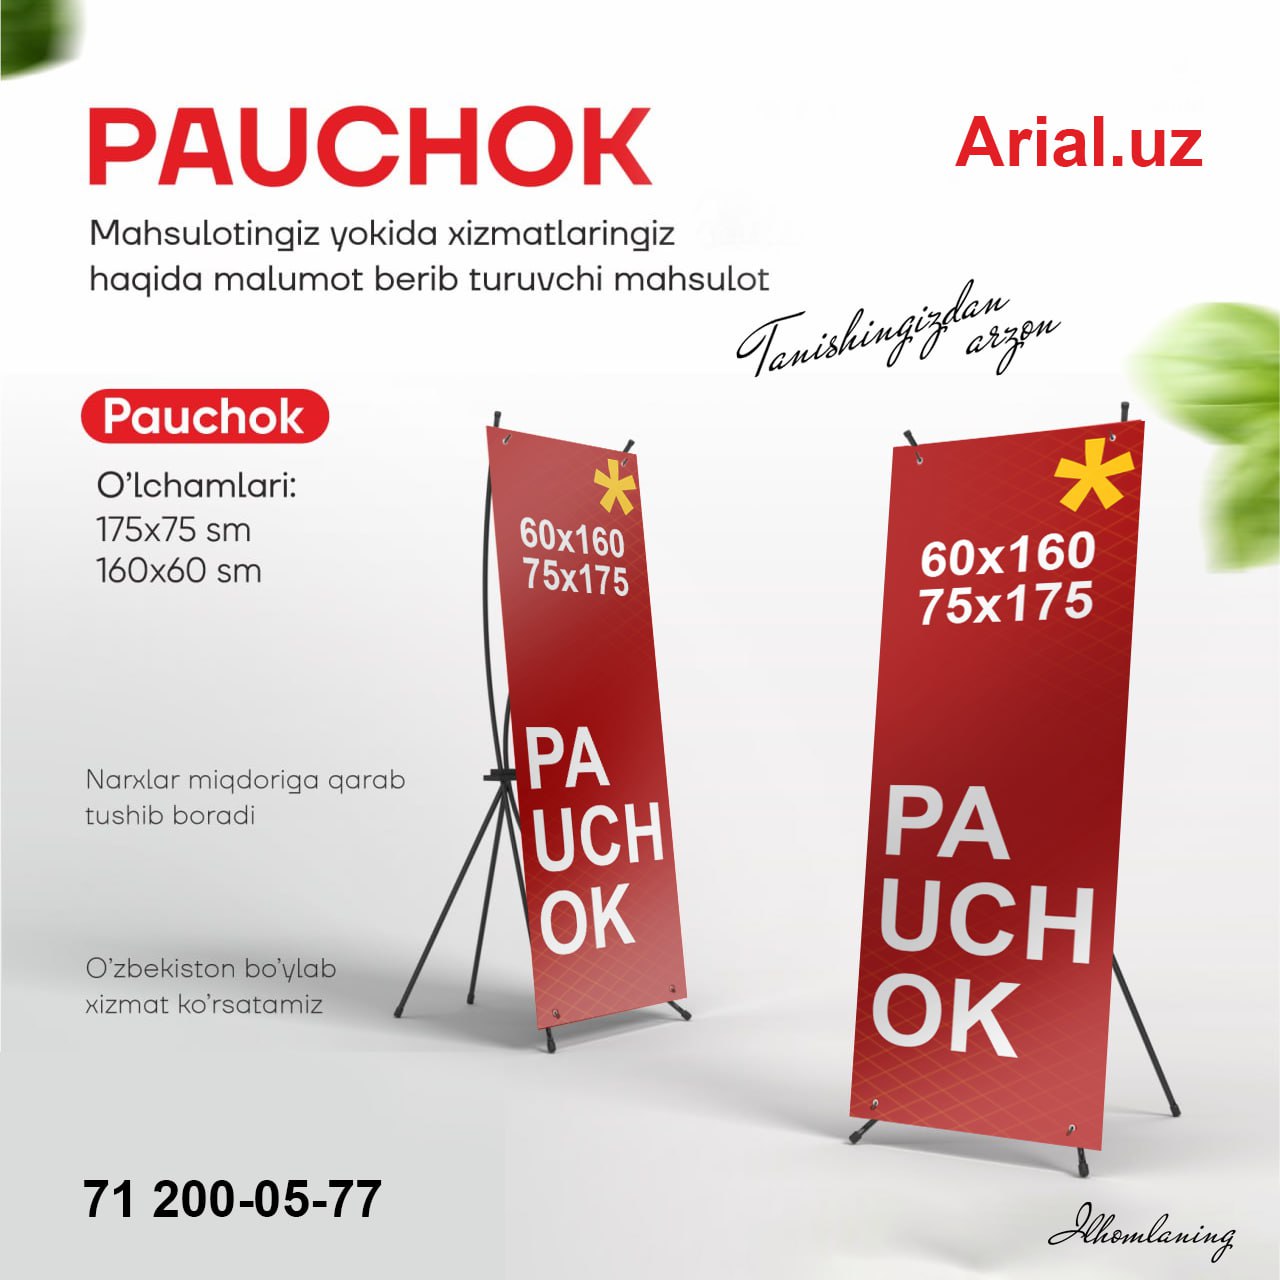 PAUCHOK
Arial.uz
Mahsulotingiz yokida xizmatlaringiz
haqida malumot berib turuvchi mahsulot
Tanishingizdan
arzon
Pauchok
O'lchamlari:
175x75 sm
160x60 sm
60x160
75x175
PA
UCH
OK
60x160
75x175
PA
UCH
OK
Narxlar miqdoriga qarab
tushib boradi
O'zbekiston bo'ylab
xizmat ko'rsatamiz
71 200-05-77
Ilhomlaning